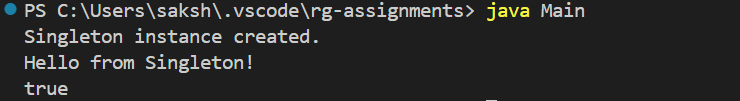 PS C:\Users\saksh\.vscode\rg-assignments> java Main
Singleton instance created.
Hello from Singleton!
true